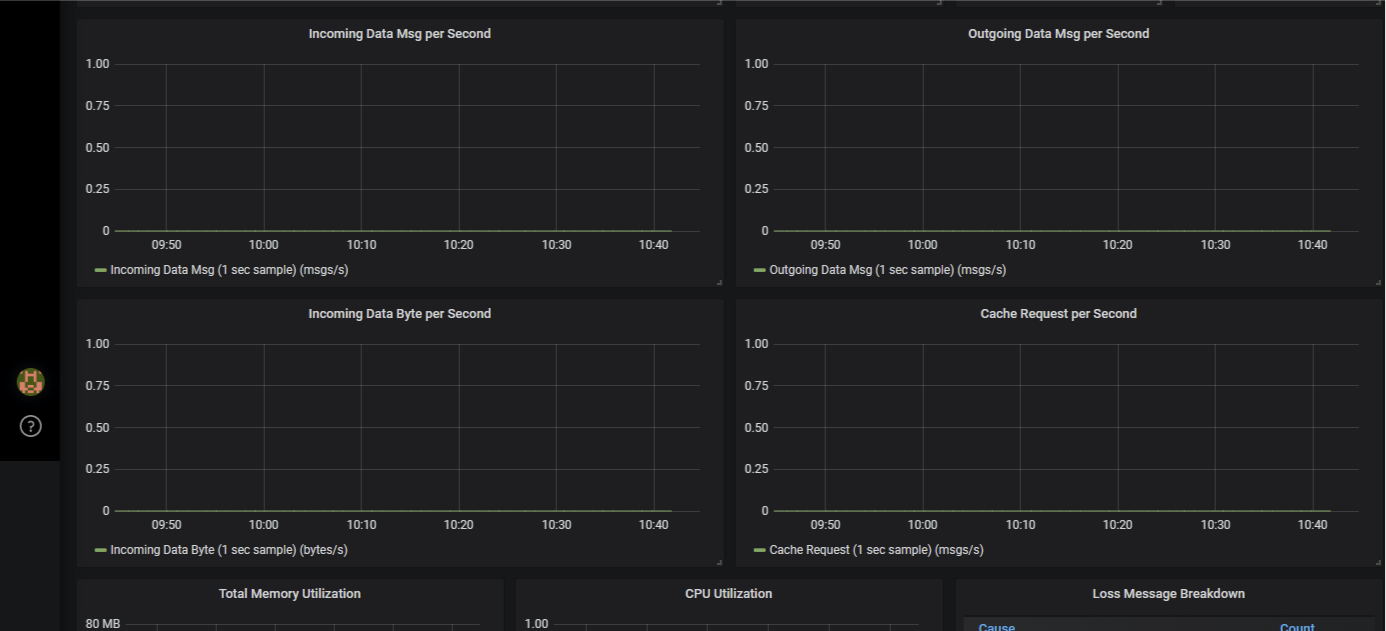 Incoming Data Msg per Second
1.00
0.75
0.50
0.25
0
09:50 10:00 10:10 10:20 10:30 10:40
Incoming Data Msg (1 sec sample) (msgs/s)
Outgoing Data Msg per Second
1.00
0.75
0.50
0.25
0
09:50 10:00 10:10 10:20 10:30 10:40
Outgoing Data Msg (1 sec sample) (msgs/s)
Incoming Data Byte per Second
1.00
0.75
0.50
0.25
0
09:50 10:00 10:10 10:20 10:30 10:40
Incoming Data Byte (1 sec sample) (bytes/s)
Cache Request per Second
1.00
0.75
0.50
0.25
0
09:50 10:00 10:10 10:20 10:30 10:40
Cache Request (1 sec sample) (msgs/s)
?
Total Memory Utilization
80 MB
CPU Utilization
1.00
Loss Message Breakdown
Cause Count